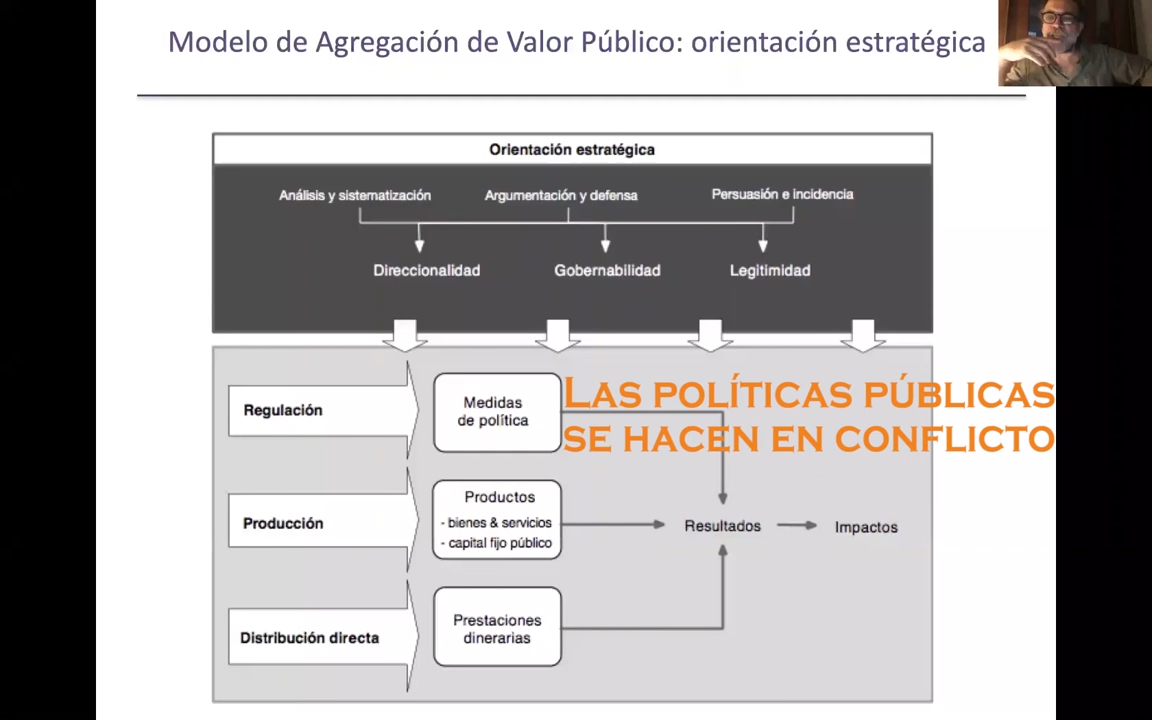 Modelo de Agregación de Valor Público: orientación estratégica
Orientación estratégica
Análisis y sistematización
Argumentación y defensa
Persuasión e incidencia
Direccionalidad
Gobernabilidad
Legitimidad
Regulación
Medidas
de política
Las políticas públicas
se hacen en conflicto
Producción
Productos
- bienes & servicios
- capital fijo público
Resultados
Impactos
Distribución directa
Prestaciones
dinerarias